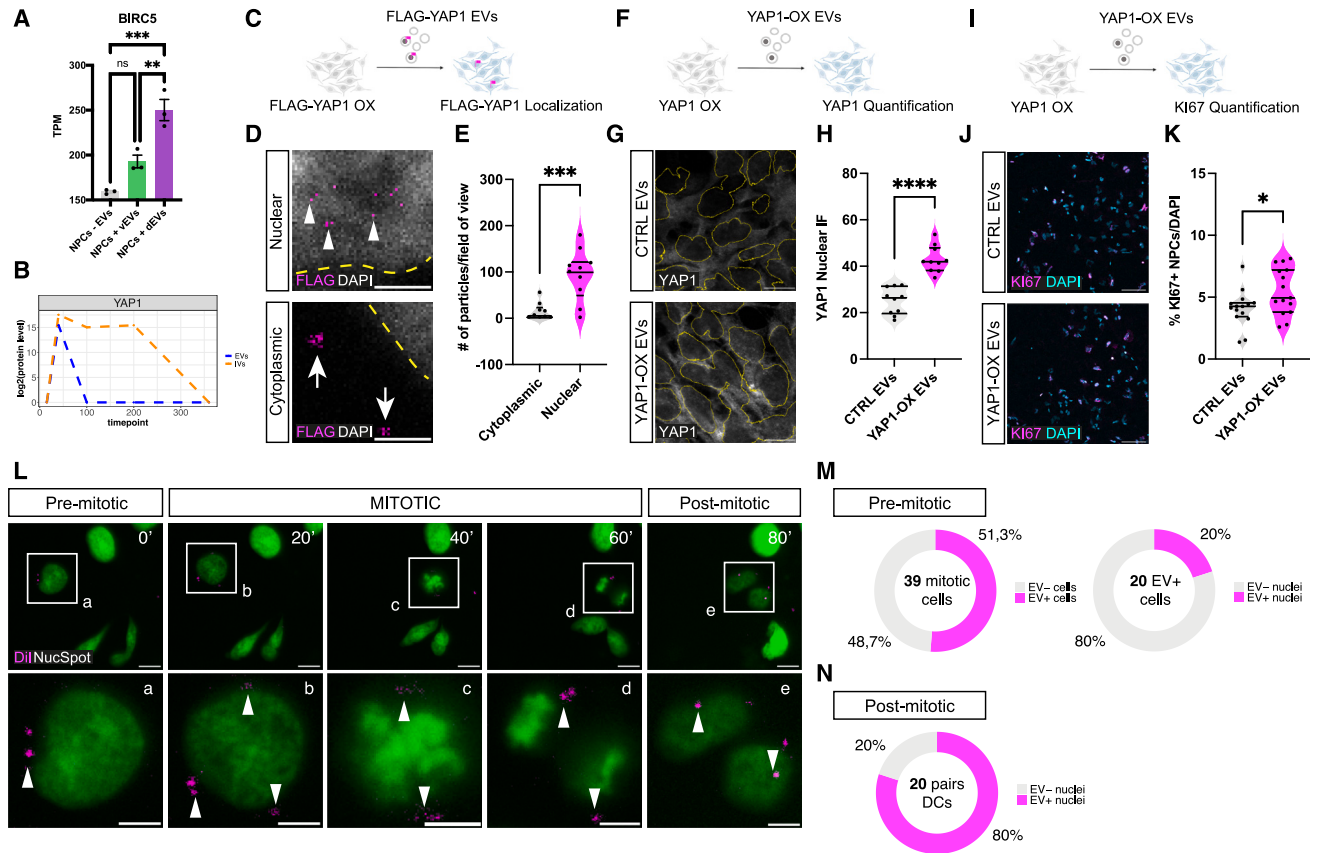 A
BIRC5
***
ns
**
300
250
200
150
TPM
NPCs - EVs
NPCs + vEVs
NPCs + dEVs
B
YAP1
15
10
5
0
log2(protein level)
0
100
200
300
timepoint
EVs
IVs
C
FLAG-YAP1 EVs
FLAG-YAP1 OX
FLAG-YAP1 Localization
D
Nuclear
FLAG DAPI
Cytoplasmic
FLAG DAPI
E
***
300
200
100
0
-100
# of particles/field of view
Cytoplasmic
Nuclear
F
YAP1-OX EVs
YAP1 OX
YAP1 Quantification
G
CTRL EVs
YAP1
YAP1-OX EVs
YAP1
H
****
80
60
40
20
0
YAP1 Nuclear IF
CTRL EVs
YAP1-OX EVs
I
YAP1-OX EVs
YAP1 OX
KI67 Quantification
J
CTRL EVs
KI67 DAPI
YAP1-OX EVs
KI67 DAPI
K
*
15
10
5
0
% KI67+ NPCs/DAPI
CTRL EVs
YAP1-OX EVs
L
Pre-mitotic
MITOTIC
Post-mitotic
0’
20’
40’
60’
80’
a
b
c
d
e
DiI NucSpot
a
b
c
d
e
M
Pre-mitotic
51,3%
39 mitotic
cells
48,7%
EV– cells
EV+ cells
20%
20 EV+
cells
80%
EV– nuclei
EV+ nuclei
N
Post-mitotic
20%
20 pairs
DCs
80%
EV– nuclei
EV+ nuclei